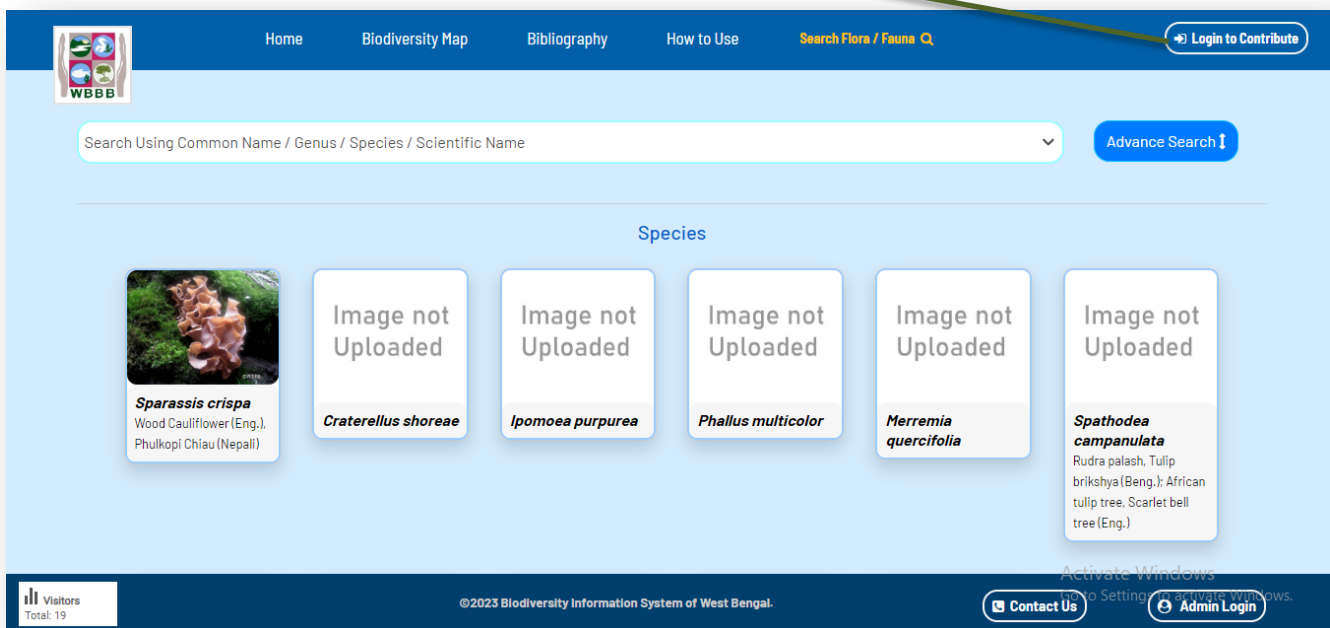 WBBB
Home Biodiversity Map Bibliography How to Use Search Flora / Fauna Login to Contribute
Search Using Common Name / Genus / Species / Scientific Name
Advance Search
Species
Image not
Uploaded
Image not
Uploaded
Image not
Uploaded
Image not
Uploaded
Image not
Uploaded
©WBBB
Sparassis crispa
Wood Cauliflower (Eng.),
Phulkopi Chiau (Nepali)
Craterellus shoreae
Ipomoea purpurea
Phallus multicolor
Merremia
quercifolia
Spathodea
campanulata
Rudra palash, Tulip
brikshya (Beng.); African
tulip tree, Scarlet bell
tree (Eng.)
Visitors
Total: 19
©2023 Biodiversity Information System of West Bengal.
Contact Us
Admin Login
Activate Windows
Go to Settings to activate Windows.